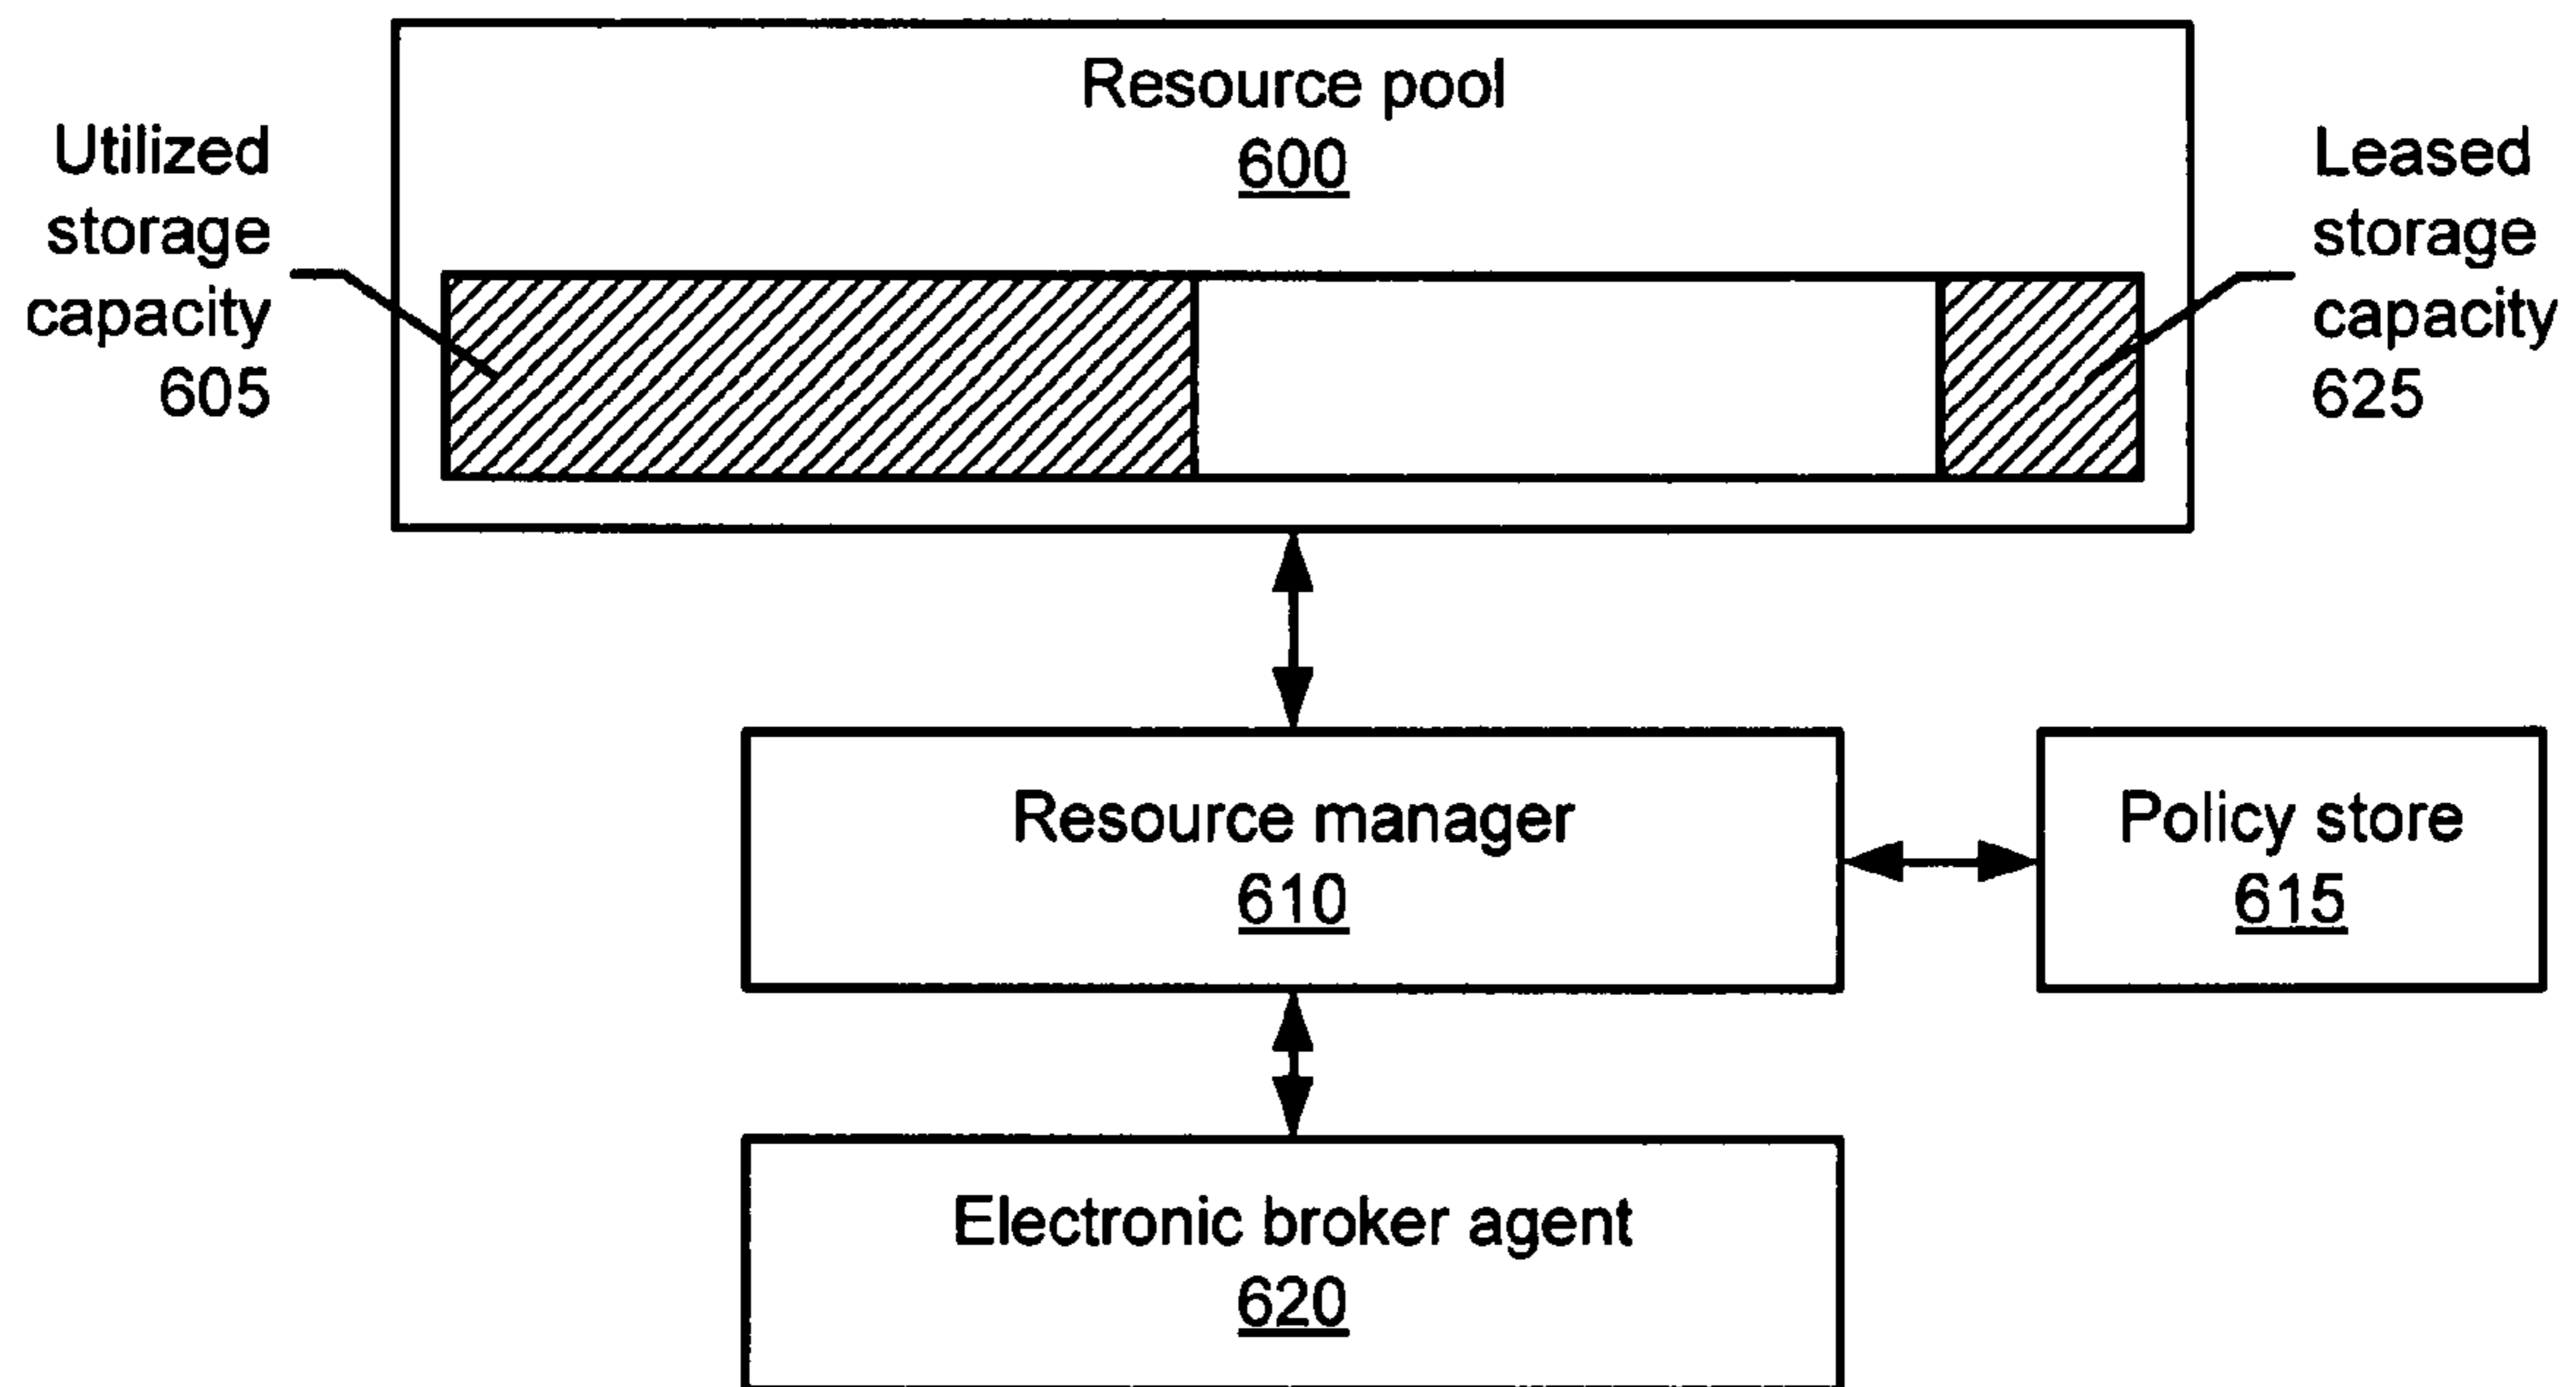 Resource pool
600
Utilized
storage
capacity
605
Leased
storage
capacity
625
Resource manager
610
Policy store
615
Electronic broker agent
620